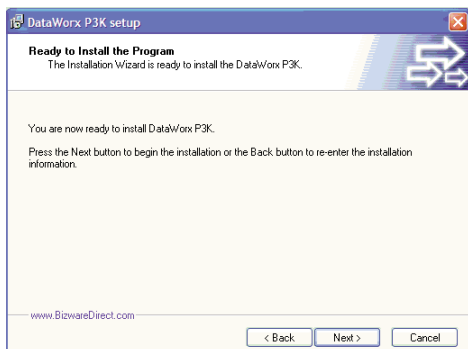 DataWorx P3K setup
Ready to Install the Program
The Installation Wizard is ready to install the DataWorx P3K.
You are now ready to install DataWorx P3K.
Press the Next button to begin the installation or the Back button to re-enter the installation
information.
www.BizwareDirect.com
< Back Next > Cancel